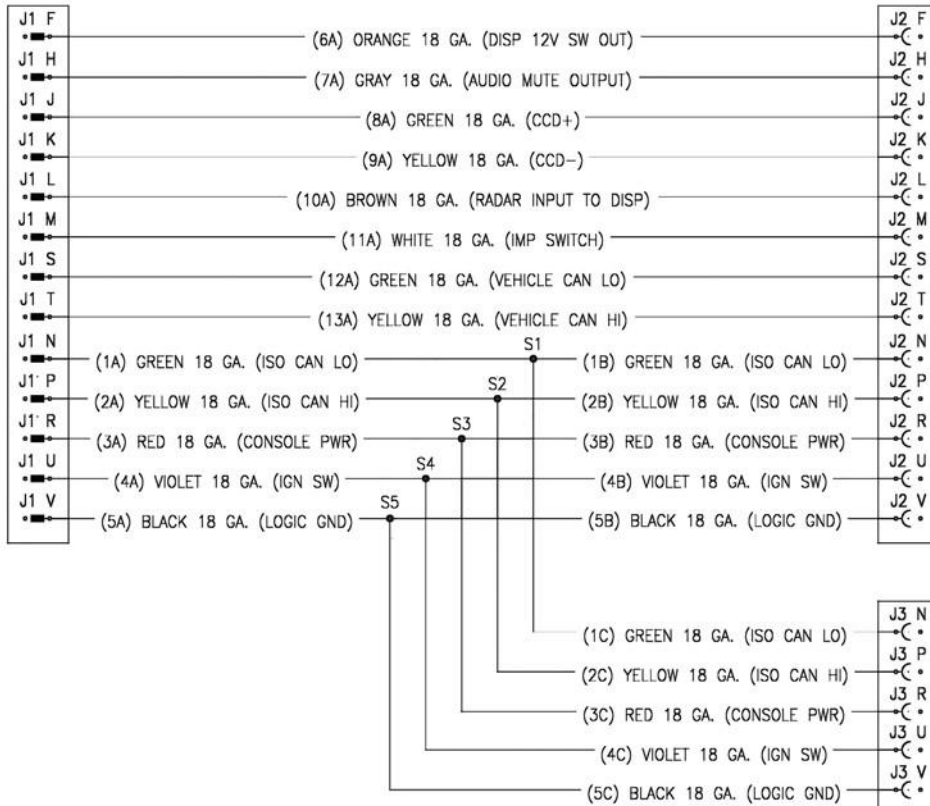 J1 F J2 F
(6A) ORANGE 18 GA. (DISP 12V SW OUT)
J1 H J2 H
(7A) GRAY 18 GA. (AUDIO MUTE OUTPUT)
J1 J J2 J
(8A) GREEN 18 GA. (CCD+)
J1 K J2 K
(9A) YELLOW 18 GA. (CCD-)
J1 L J2 L
(10A) BROWN 18 GA. (RADAR INPUT TO DISP)
J1 M J2 M
(11A) WHITE 18 GA. (IMP SWITCH)
J1 S J2 S
(12A) GREEN 18 GA. (VEHICLE CAN LO)
J1 T J2 T
(13A) YELLOW 18 GA. (VEHICLE CAN HI)
J1 N S1 J2 N
(1A) GREEN 18 GA. (ISO CAN LO) (1B) GREEN 18 GA. (ISO CAN LO)
J1 P S2 J2 P
(2A) YELLOW 18 GA. (ISO CAN HI) (2B) YELLOW 18 GA. (ISO CAN HI)
J1 R S3 J2 R
(3A) RED 18 GA. (CONSOLE PWR) (3B) RED 18 GA. (CONSOLE PWR)
J1 U S4 J2 U
(4A) VIOLET 18 GA. (IGN SW) (4B) VIOLET 18 GA. (IGN SW)
J1 V S5 J2 V
(5A) BLACK 18 GA. (LOGIC GND) (5B) BLACK 18 GA. (LOGIC GND)
J3 N
(1C) GREEN 18 GA. (ISO CAN LO)
J3 P
(2C) YELLOW 18 GA. (ISO CAN HI)
J3 R
(3C) RED 18 GA. (CONSOLE PWR)
J3 U
(4C) VIOLET 18 GA. (IGN SW)
J3 V
(5C) BLACK 18 GA. (LOGIC GND)